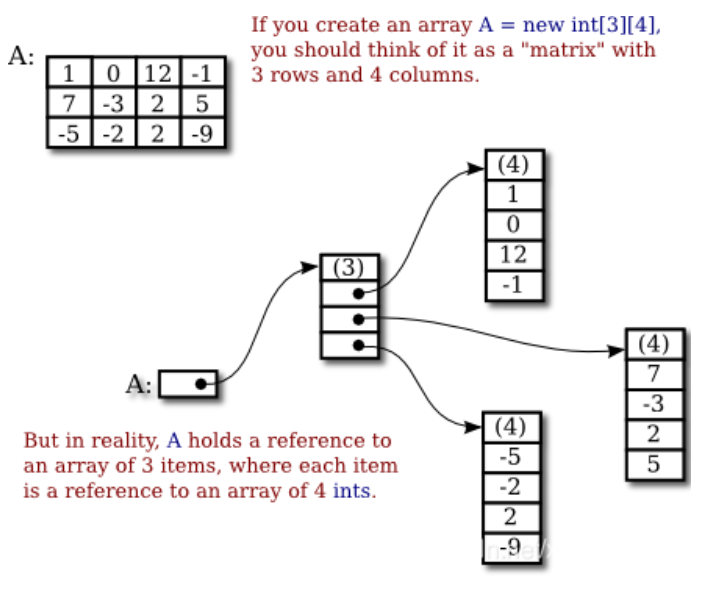 If you create an array A = new int[3][4],
you should think of it as a "matrix" with
3 rows and 4 columns.
A:
1 0 12 -1
7 -3 2 5
-5 -2 2 -9
(4)
1
0
12
-1
(3)
(4)
7
-3
2
5
A:
(4)
-5
-2
2
-9
But in reality, A holds a reference to
an array of 3 items, where each item
is a reference to an array of 4 ints.